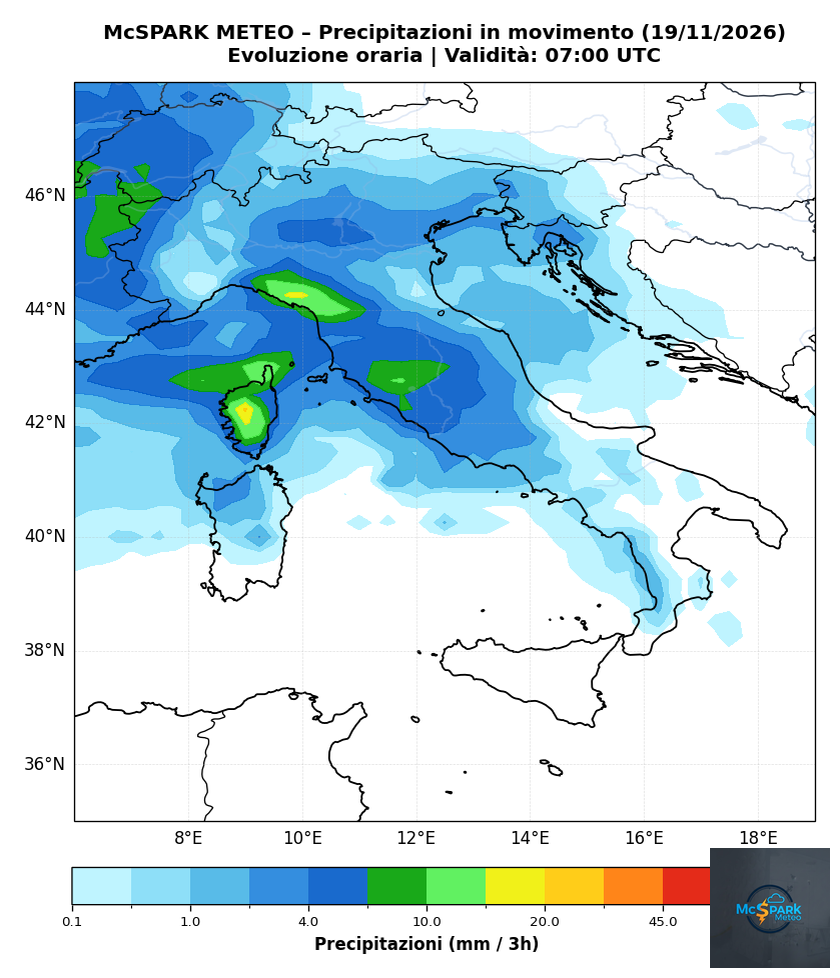 McSPARK METEO – Precipitazioni in movimento (19/11/2026)
Evoluzione oraria | Validità: 07:00 UTC
46°N
44°N
42°N
40°N
38°N
36°N
8°E 10°E 12°E 14°E 16°E 18°E
0.1 1.0 4.0 10.0 20.0 45.0
Precipitazioni (mm / 3h)
McSPARK
Meteo